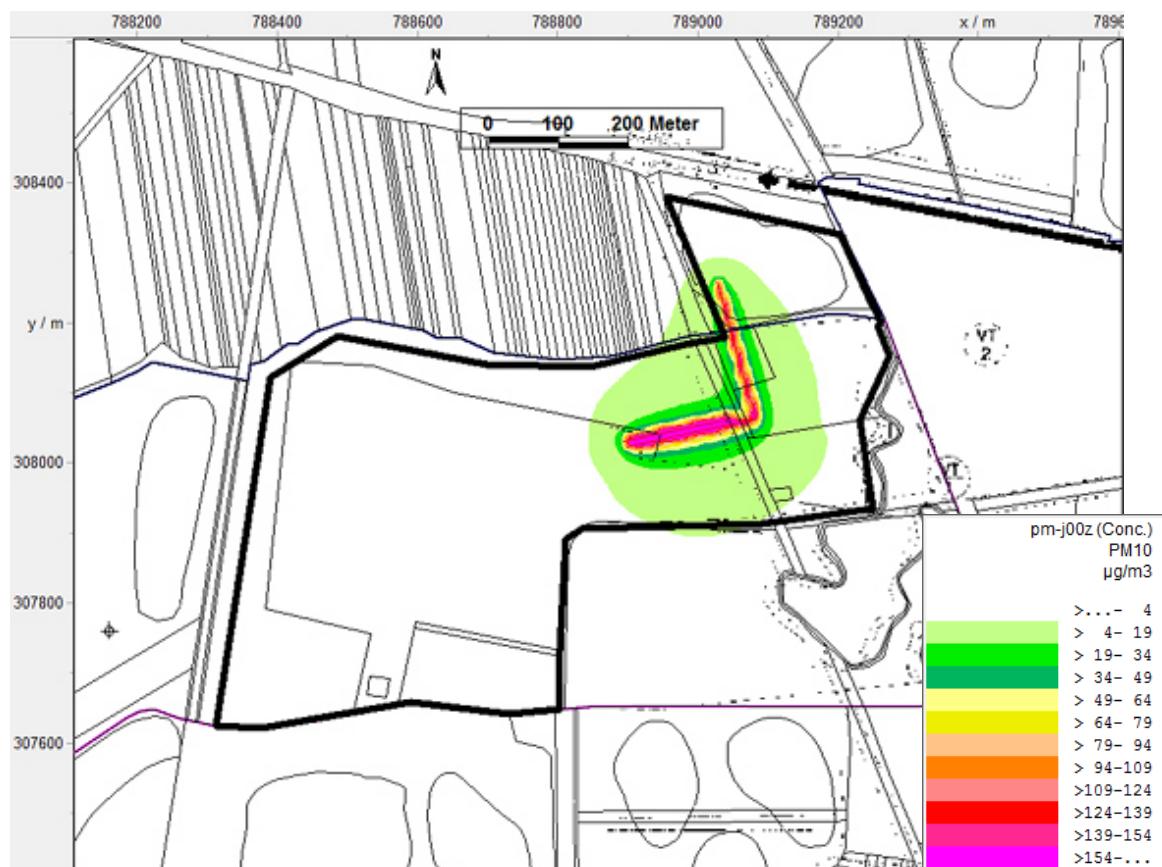 788200 788400 788600 788800 789000 789200 x / m
N
0 100 200 Meter
308400
y / m
VT
2
308000
pm-j00z (Conc.)
PM10
µg/m3
>...- 4
> 4- 19
307800
> 19- 34
> 34- 49
> 49- 64
> 64- 79
307600
> 79- 94
> 94-109
>109-124
>124-139
>139-154
>154-...